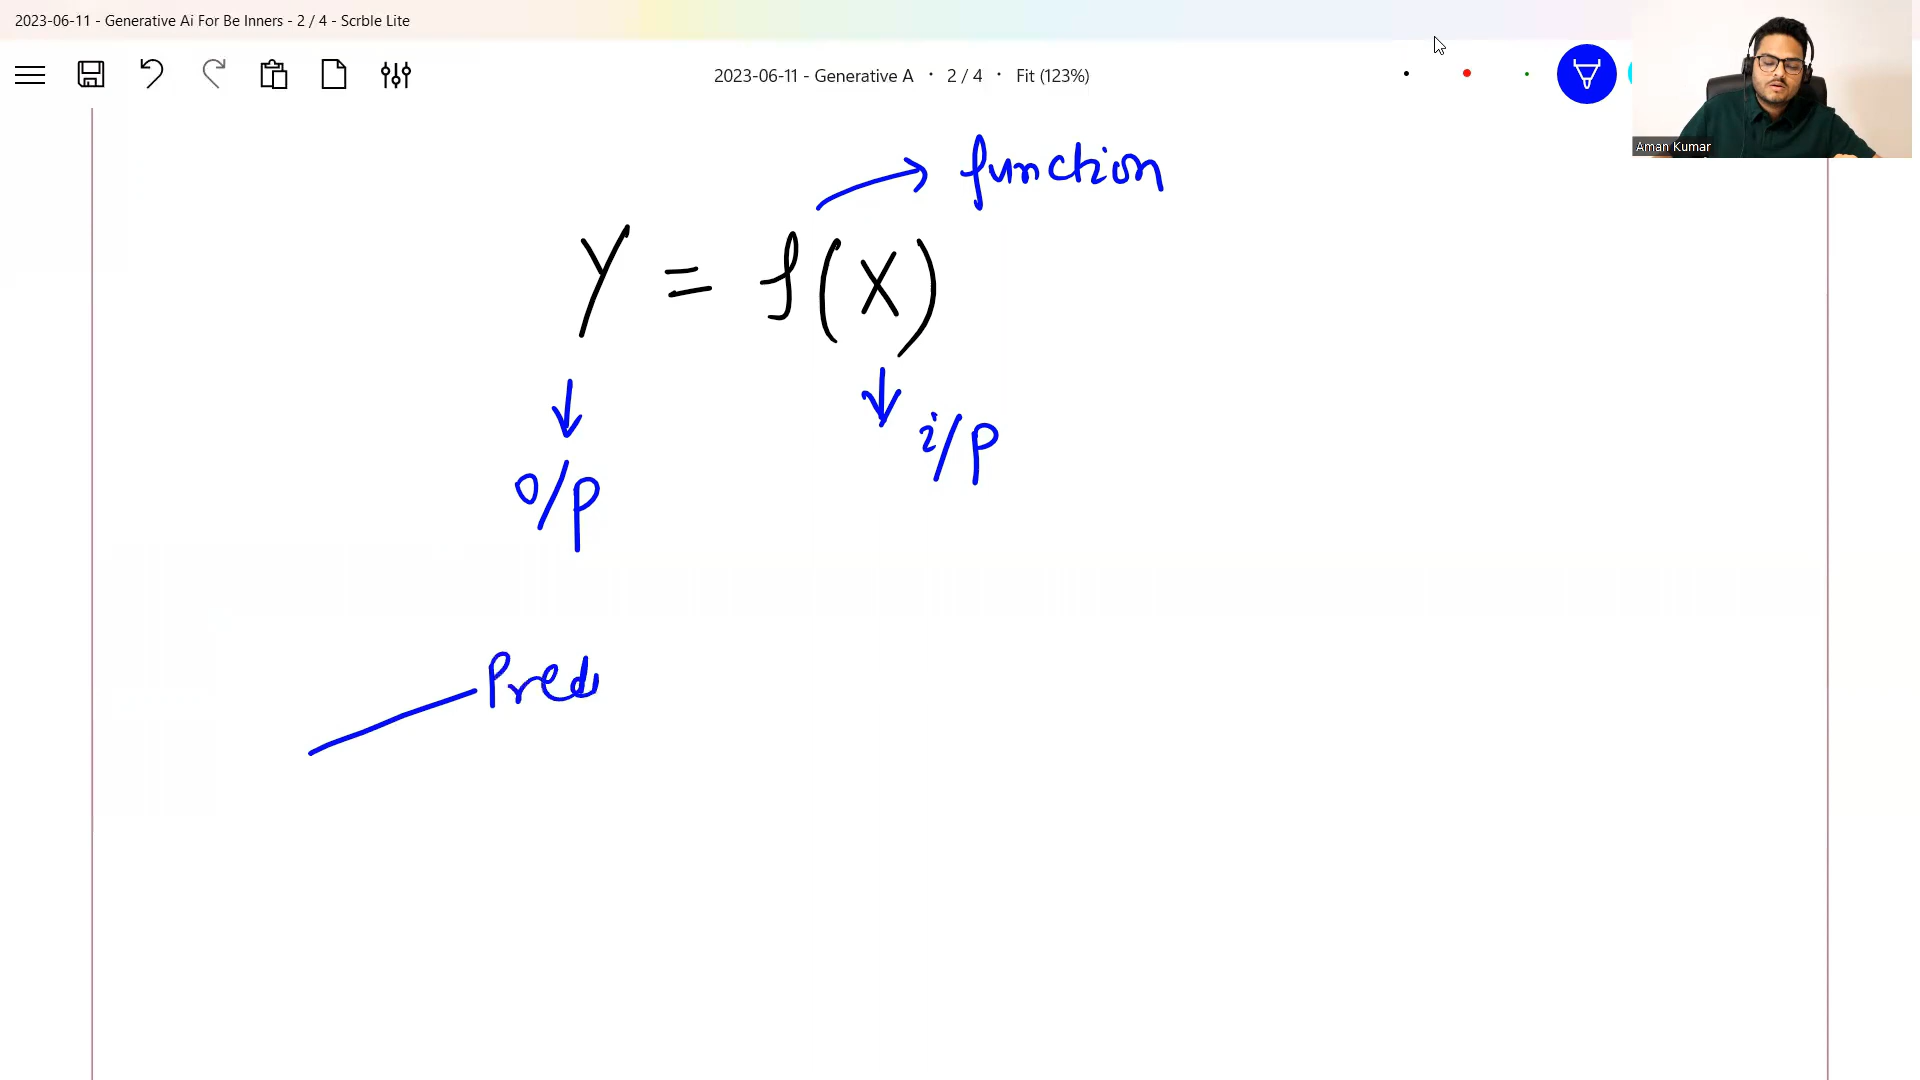 2023-06-11 - Generative Ai For Be Inners - 2 / 4 - Scrble Lite
2023-06-11 - Generative A • 2 / 4 • Fit (123%)
Aman Kumar
function
Y = f(X)
i/p
o/p
Pred